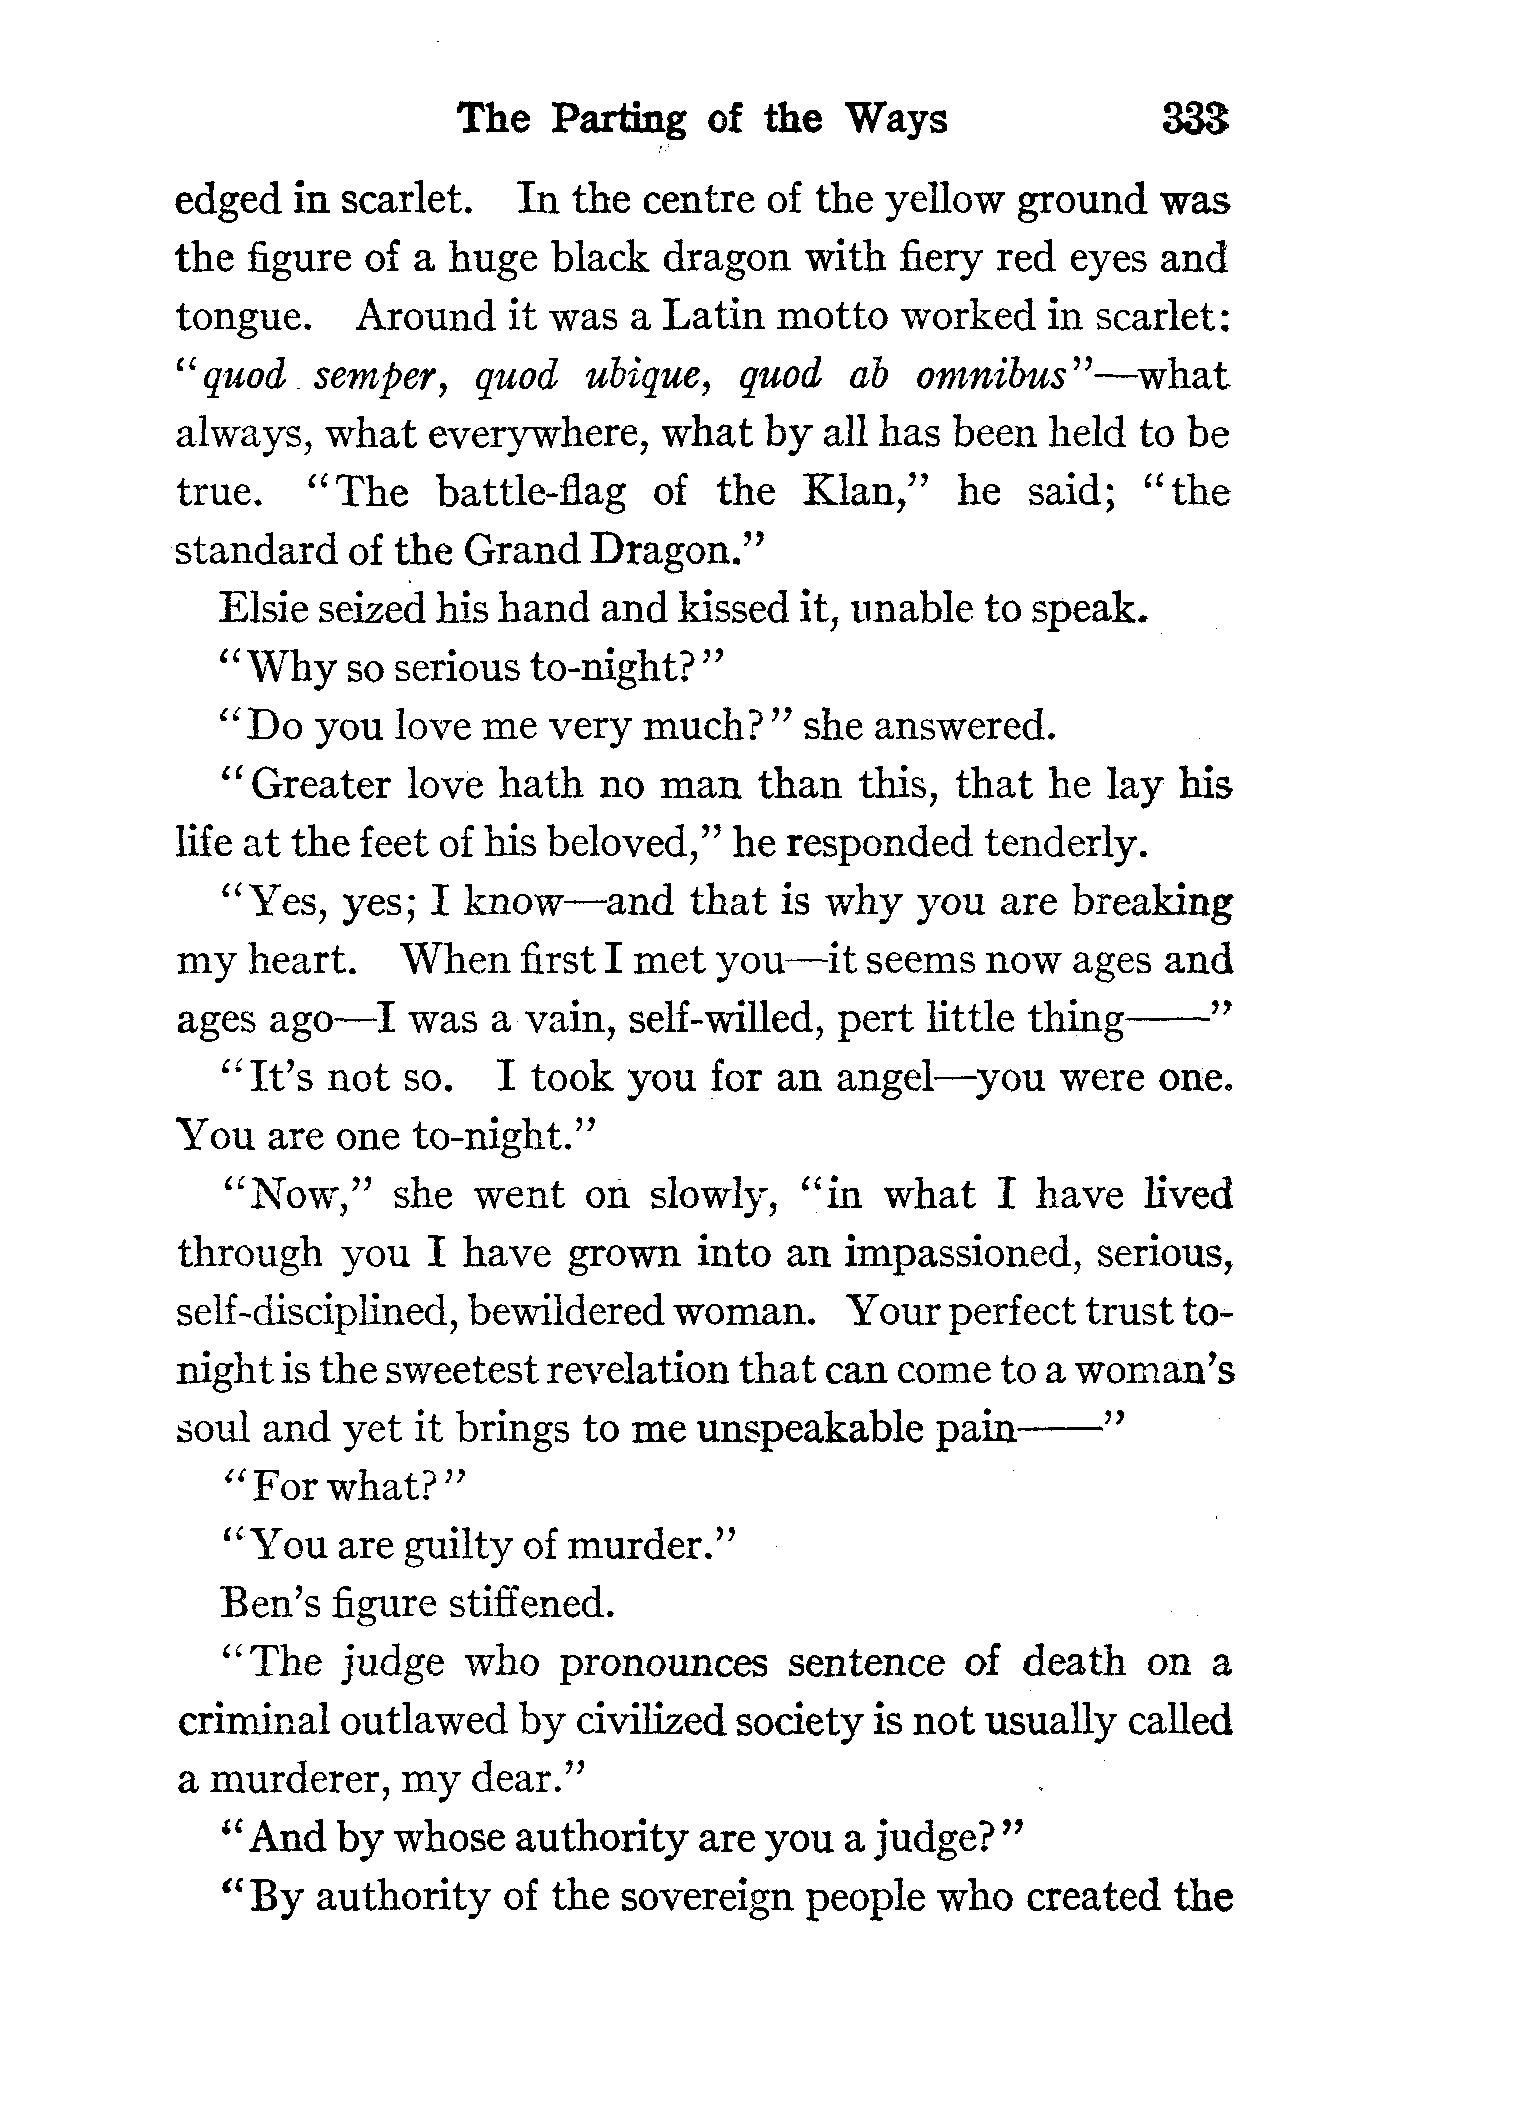 The Parting of the Ways 333
edged in scarlet. In the centre of the yellow ground was
the figure of a huge black dragon with fiery red eyes and
tongue. Around it was a Latin motto worked in scarlet:
"quod semper, quod ubique, quod ab omnibus"—what
always, what everywhere, what by all has been held to be
true. "The battle-flag of the Klan," he said; "the
standard of the Grand Dragon."
Elsie seized his hand and kissed it, unable to speak.
"Why so serious to-night?"
"Do you love me very much?" she answered.
"Greater love hath no man than this, that he lay his
life at the feet of his beloved," he responded tenderly.
"Yes, yes; I know—and that is why you are breaking
my heart. When first I met you—it seems now ages and
ages ago—I was a vain, self-willed, pert little thing——"
"It's not so. I took you for an angel—you were one.
You are one to-night."
"Now," she went on slowly, "in what I have lived
through you I have grown into an impassioned, serious,
self-disciplined, bewildered woman. Your perfect trust to-
night is the sweetest revelation that can come to a woman's
soul and yet it brings to me unspeakable pain——"
"For what?"
"You are guilty of murder."
Ben's figure stiffened.
"The judge who pronounces sentence of death on a
criminal outlawed by civilized society is not usually called
a murderer, my dear."
"And by whose authority are you a judge?"
"By authority of the sovereign people who created the